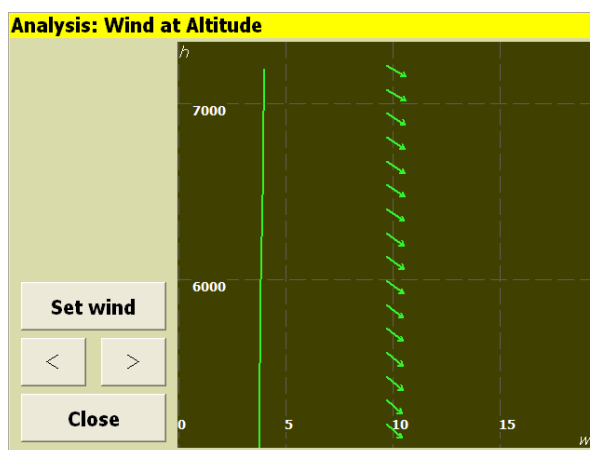 Analysis: Wind at Altitude
h
7000
6000
Set wind
< >
Close
0 5 10 15
w